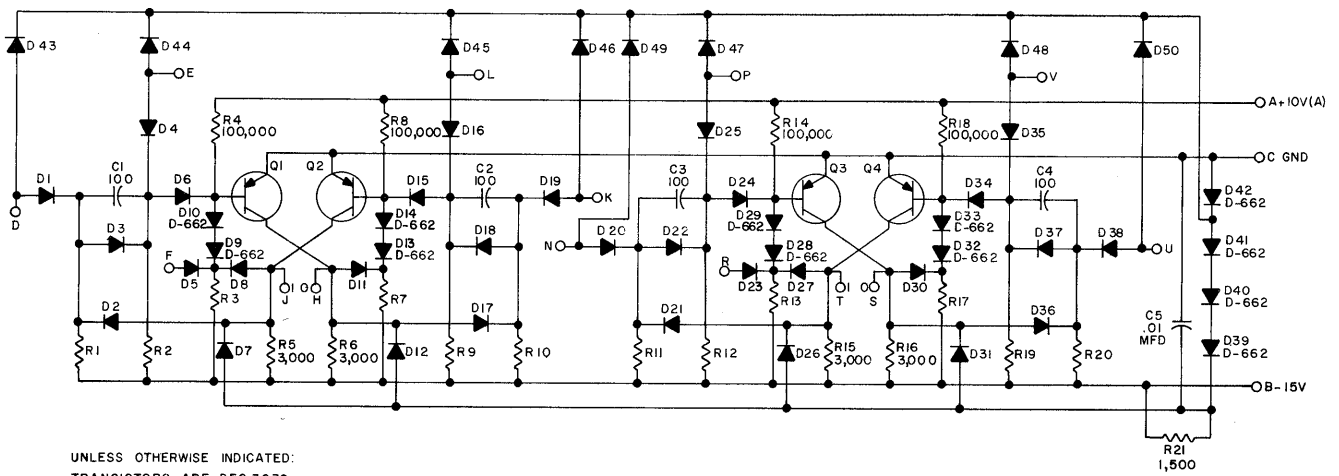 D43
D44
E
D45
L
D46
D49
D47
P
D48
V
D50
A+10V(A)
D4
R4
100,000
R8
100,000
D16
D25
R14
100,000
R18
100,000
D35
C GND
D1
C1
100
D6
Q1
Q2
D15
C2
100
D19
K
C3
100
D24
Q3
Q4
D34
C4
100
D42
D-662
D
D3
D10
D-662
D14
D-662
D18
N
D20
D22
D29
D-662
D33
D-662
D37
D38
U
D41
D-662
F
D9
D-662
D13
D-662
R
D28
D-662
D32
D-662
D5
D8
R3
1
J
0
H
D11
R7
D23
D27
R13
1
T
0
S
D30
R17
D40
D-662
D2
D17
D21
D36
C5
.01
MFD
D39
D-662
R1
R2
D7
R5
3,000
R6
3,000
D12
R9
R10
R11
R12
D26
R15
3,000
R16
3,000
D31
R19
R20
B-15V
R21
1,500
UNLESS OTHERWISE INDICATED: